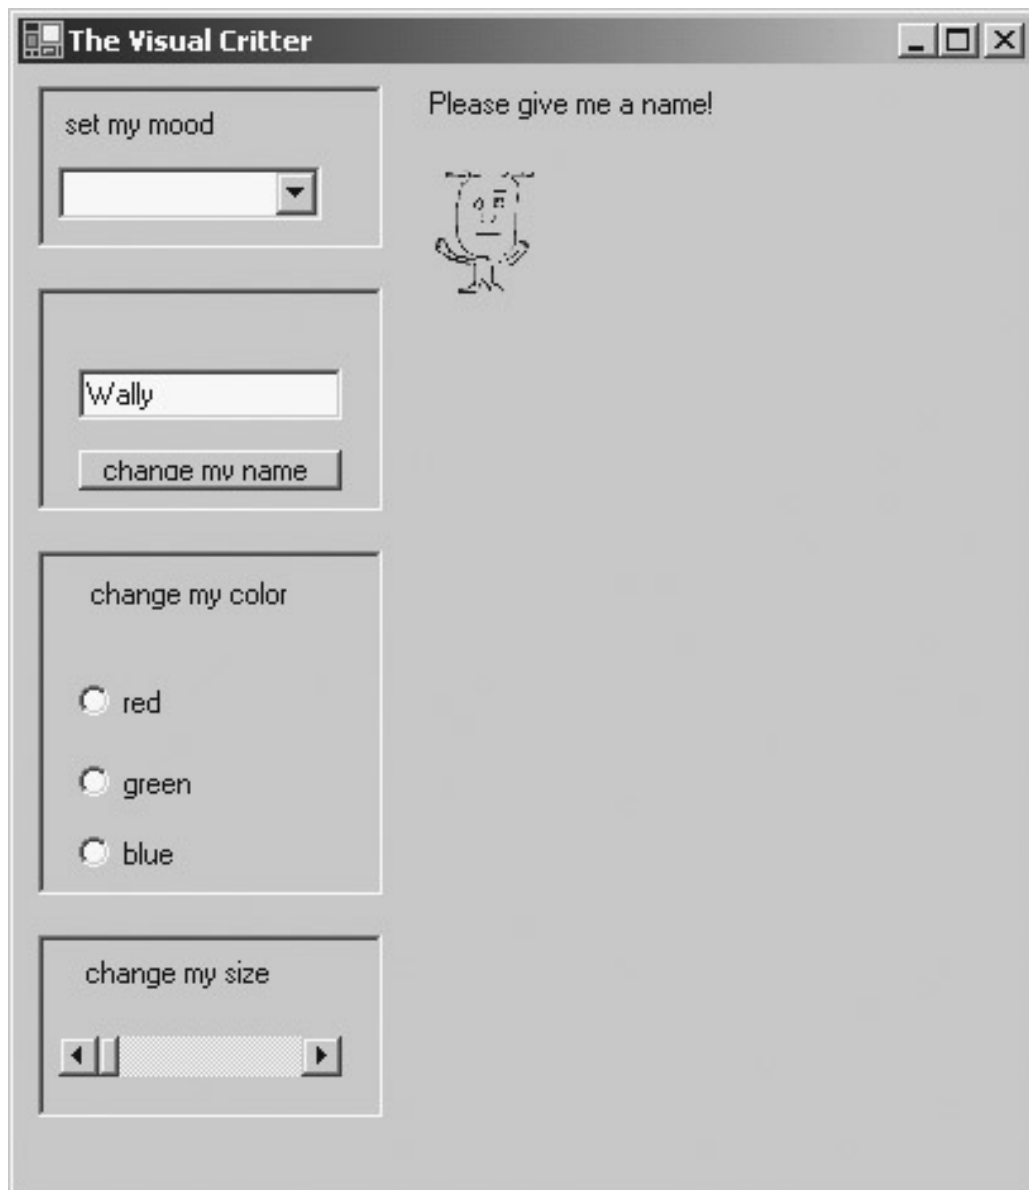 The Visual Critter
set my mood
Please give me a name!
Wally
change my name
change my color
red
green
blue
change my size